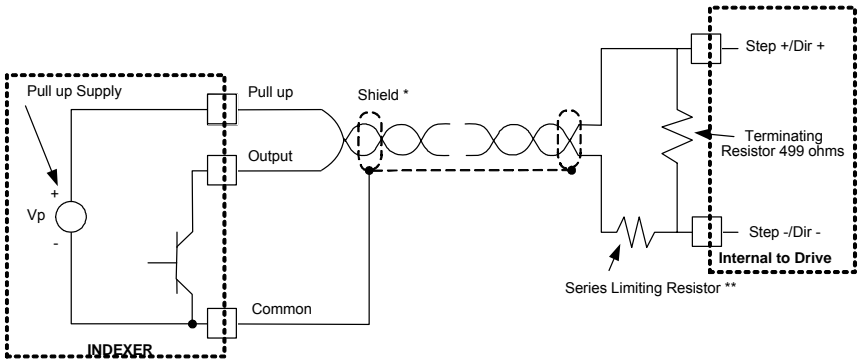 Pull up Supply
Pull up
Shield *
Step +/Dir +
Output
Terminating
Resistor 499 ohms
+
Vp
-
Step -/Dir -
Internal to Drive
Series Limiting Resistor **
Common
INDEXER